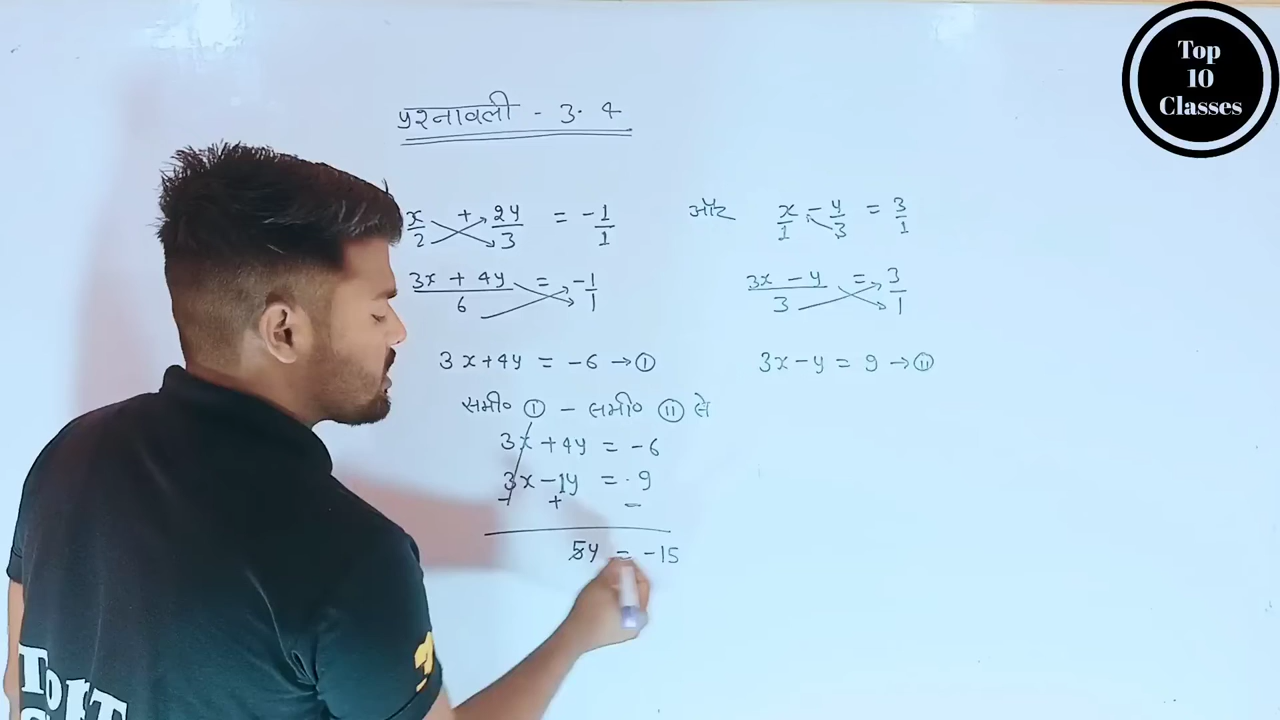 Top
10
Classes
प्रश्नावली - 3.4
x/2 + 2y/3 = -1/1 और x/1 - y/3 = 3/1
3x + 4y/6 = -1/1 3x - y/3 = 3/1
3x + 4y = -6 → ① 3x - y = 9 → ⑪
समी० ① - समी० ⑪ से
3x + 4y = -6
3x - 1y = 9
- + -
5y = -15